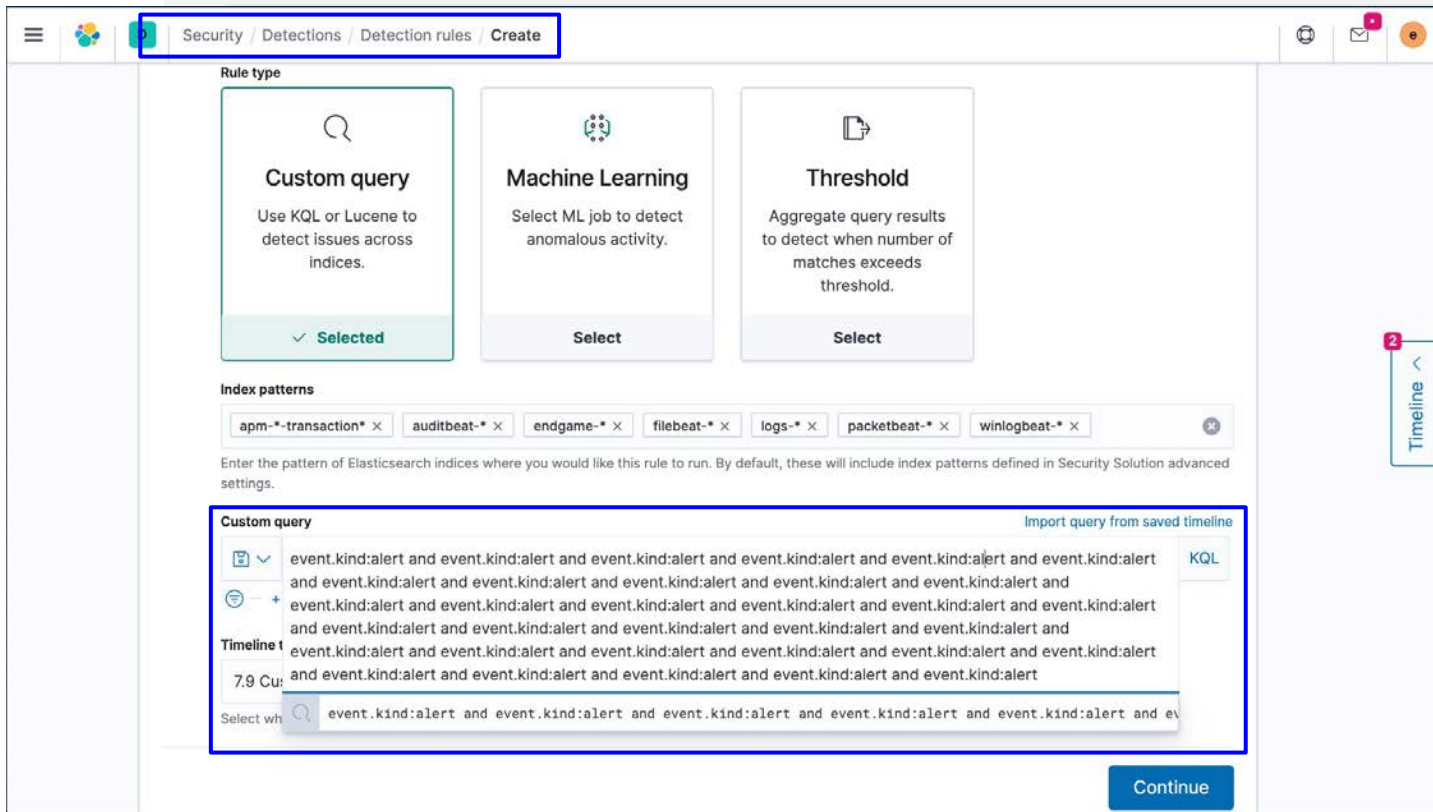 Security / Detections / Detection rules / Create
e
Rule type
Custom query
Use KQL or Lucene to
detect issues across
indices.
Selected
Machine Learning
Select ML job to detect
anomalous activity.
Select
Threshold
Aggregate query results
to detect when number of
matches exceeds
threshold.
Select
2
Timeline
Index patterns
apm-*-transaction* × auditbeat-* × endgame-* × filebeat-* × logs-* × packetbeat-* × winlogbeat-* ×
Enter the pattern of Elasticsearch indices where you would like this rule to run. By default, these will include index patterns defined in Security Solution advanced
settings.
Custom query Import query from saved timeline
event.kind:alert and event.kind:alert and event.kind:alert and event.kind:alert and event.kind:alert and event.kind:alert KQL
and event.kind:alert and event.kind:alert and event.kind:alert and event.kind:alert and event.kind:alert and
event.kind:alert and event.kind:alert and event.kind:alert and event.kind:alert and event.kind:alert and event.kind:alert
and event.kind:alert and event.kind:alert and event.kind:alert and event.kind:alert and event.kind:alert and
event.kind:alert and event.kind:alert and event.kind:alert and event.kind:alert and event.kind:alert and event.kind:alert
and event.kind:alert and event.kind:alert and event.kind:alert and event.kind:alert and event.kind:alert
+
Timeline t
7.9 Cu
Select wh
event.kind:alert and event.kind:alert and event.kind:alert and event.kind:alert and event.kind:alert and ev
Continue